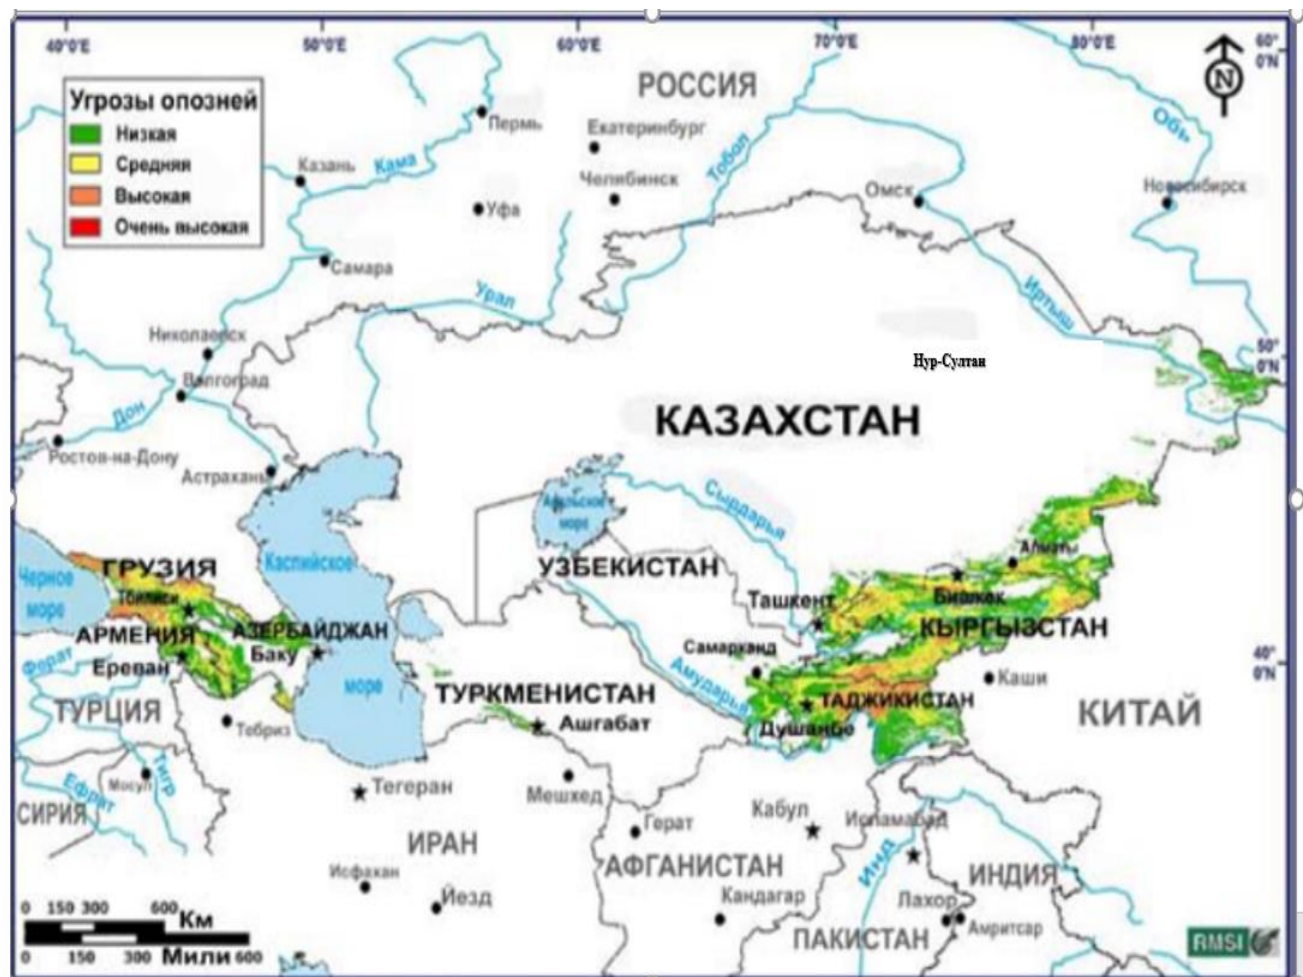 40°0'E 50°0'E 60°0'E 70°0'E 80°0'E
60°
0'N
N
Угрозы опозней
Низкая
Средняя
Высокая
Очень высокая
РОССИЯ
Пермь
Екатеринбург
Казань
Кама
Челябинск
Тобол
Обь
Уфа
Омск
Новосибирск
Самара
Урал
Иртыш
Николаевск
Нур-Султан
50°
0'N
Волгоград
Дон
КАЗАХСТАН
Ростов-на-Дону
Астрахань
Сырдарья
Аральское
море
Алматы
Черное
море
ГРУЗИЯ
Каспийское
УЗБЕКИСТАН
Тбилиси
Ташкент
Бишкек
АРМЕНИЯ
АЗЕРБАЙДЖАН
КЫРГЫЗСТАН
Ереван
Баку
Самарканд
40°
0'N
Ферат
Амударья
море
ТУРКМЕНИСТАН
ТАДЖИКИСТАН
Каши
ТУРЦИЯ
Тебриз
Ашгабат
Душанбе
КИТАЙ
Мосул
Тигр
Ефрат
СИРИЯ
Тегеран
Мешхед
Кабул
Исламабад
Герат
ИРАН
АФГАНИСТАН
Инд
ИНДИЯ
Исфахан
Йезд
Кандагар
Лахор
Амритсар
ПАКИСТАН
0 150 300 600 Км
0 150 300 Мили 600
RMSI